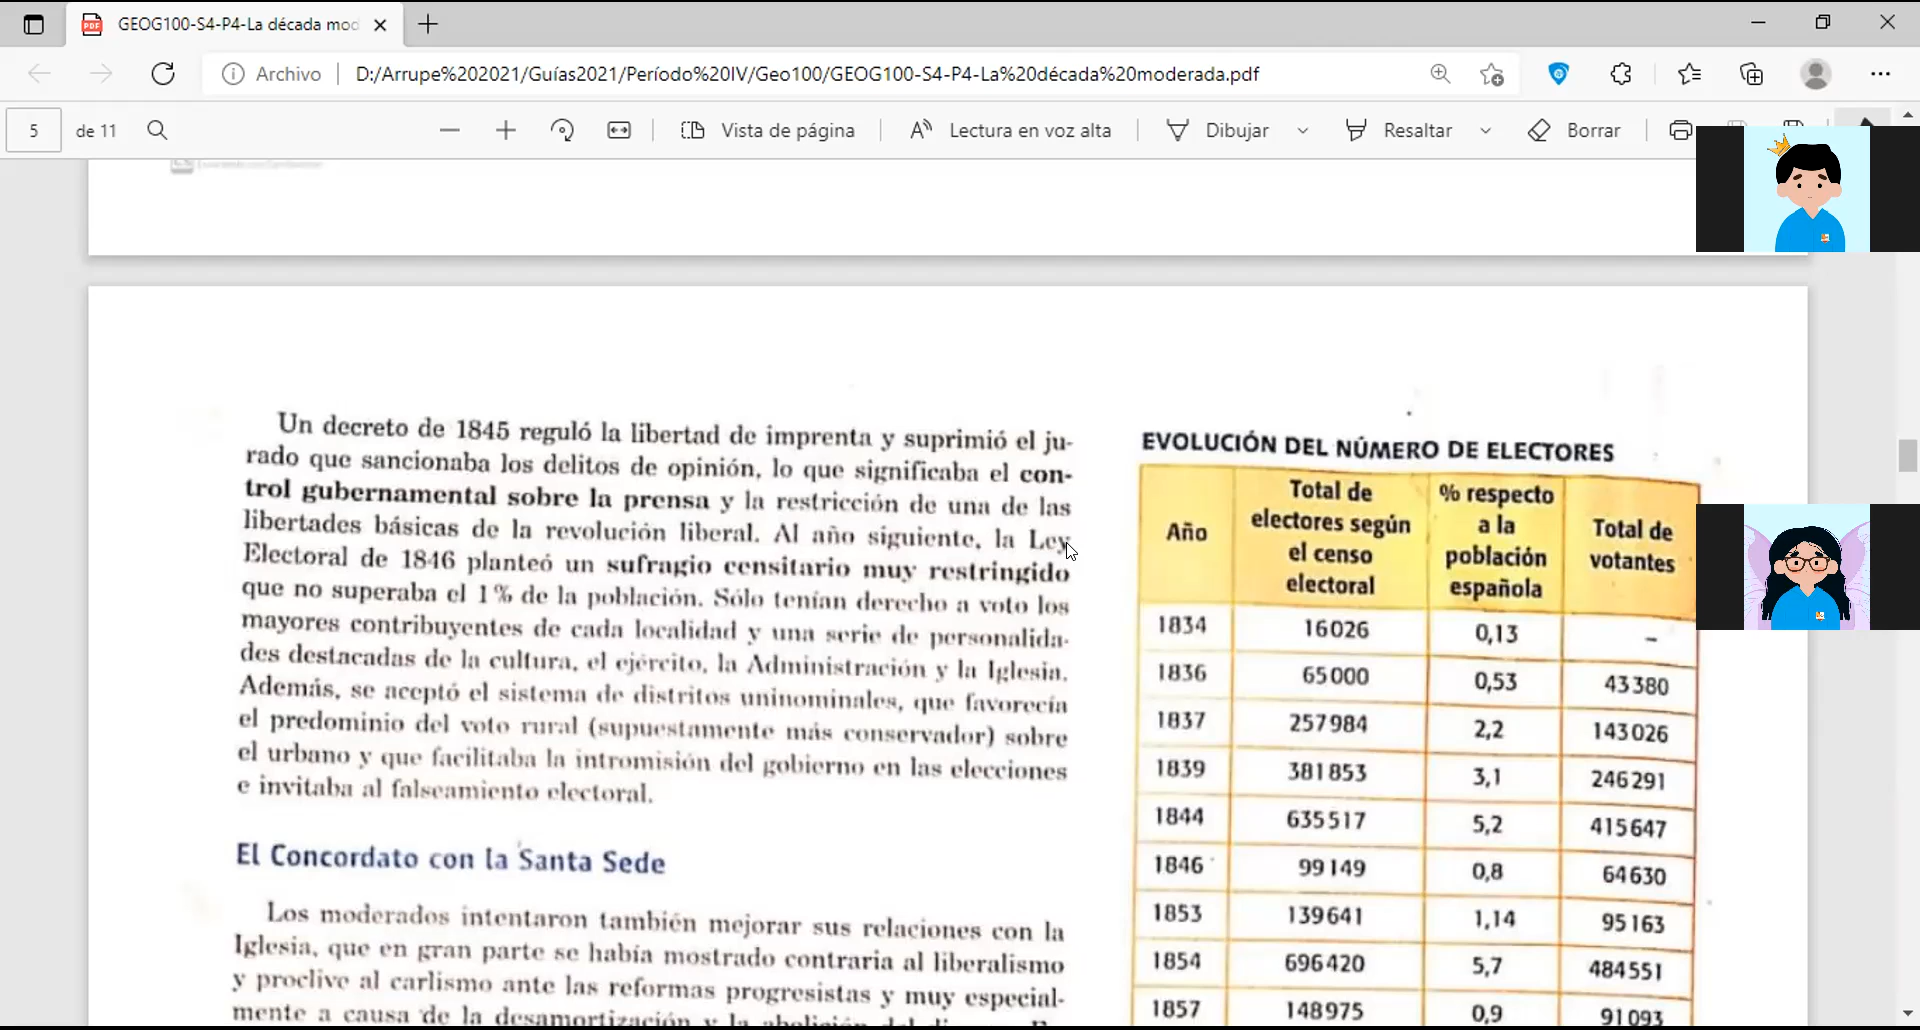 GEOG100-S4-P4-La década mod
Archivo
D:/Arrupe%202021/Guías2021/Período%20IV/Geo100/GEOG100-S4-P4-La%20década%20moderada.pdf
5 de 11
Vista de página
Lectura en voz alta
Dibujar
Resaltar
Borrar
Un decreto de 1845 reguló la libertad de imprenta y suprimió el ju-
rado que sancionaba los delitos de opinión, lo que significaba el con-
trol gubernamental sobre la prensa y la restricción de una de las
libertades básicas de la revolución liberal. Al año siguiente, la Ley
Electoral de 1846 planteó un sufragio censitario muy restringido
que no superaba el 1% de la población. Sólo tenían derecho a voto los
mayores contribuyentes de cada localidad y una serie de personalida-
des destacadas de la cultura, el ejército, la Administración y la Iglesia.
Además, se aceptó el sistema de distritos uninominales, que favorecía
el predominio del voto rural (supuestamente más conservador) sobre
el urbano y que facilitaba la intromisión del gobierno en las elecciones
e invitaba al falseamiento electoral.
El Concordato con la Santa Sede
Los moderados intentaron también mejorar sus relaciones con la
Iglesia, que en gran parte se había mostrado contraria al liberalismo
y proclive al carlismo ante las reformas progresistas y muy especial-
mente a causa de la desamortización y la abolición del
EVOLUCIÓN DEL NÚMERO DE ELECTORES
Año
Total de
electores según
el censo
electoral
% respecto
a la
población
española
Total de
votantes
1834 16026 0,13 –
1836 65000 0,53 43380
1837 257984 2,2 143026
1839 381853 3,1 246291
1844 635517 5,2 415647
1846 99149 0,8 64630
1853 139641 1,14 95163
1854 696420 5,7 484551
1857 148975 0,9 91093